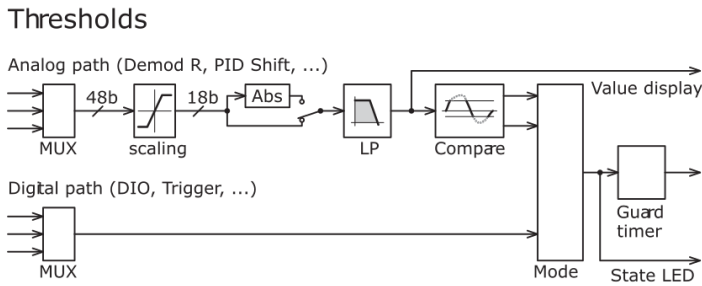 Thresholds
Analog path (Demod R, PID Shift, ...)
48b
18b
Abs
Value display
MUX
scaling
LP
Compare
Digital path (DIO, Trigger, ...)
Guard
timer
MUX
Mode
State LED